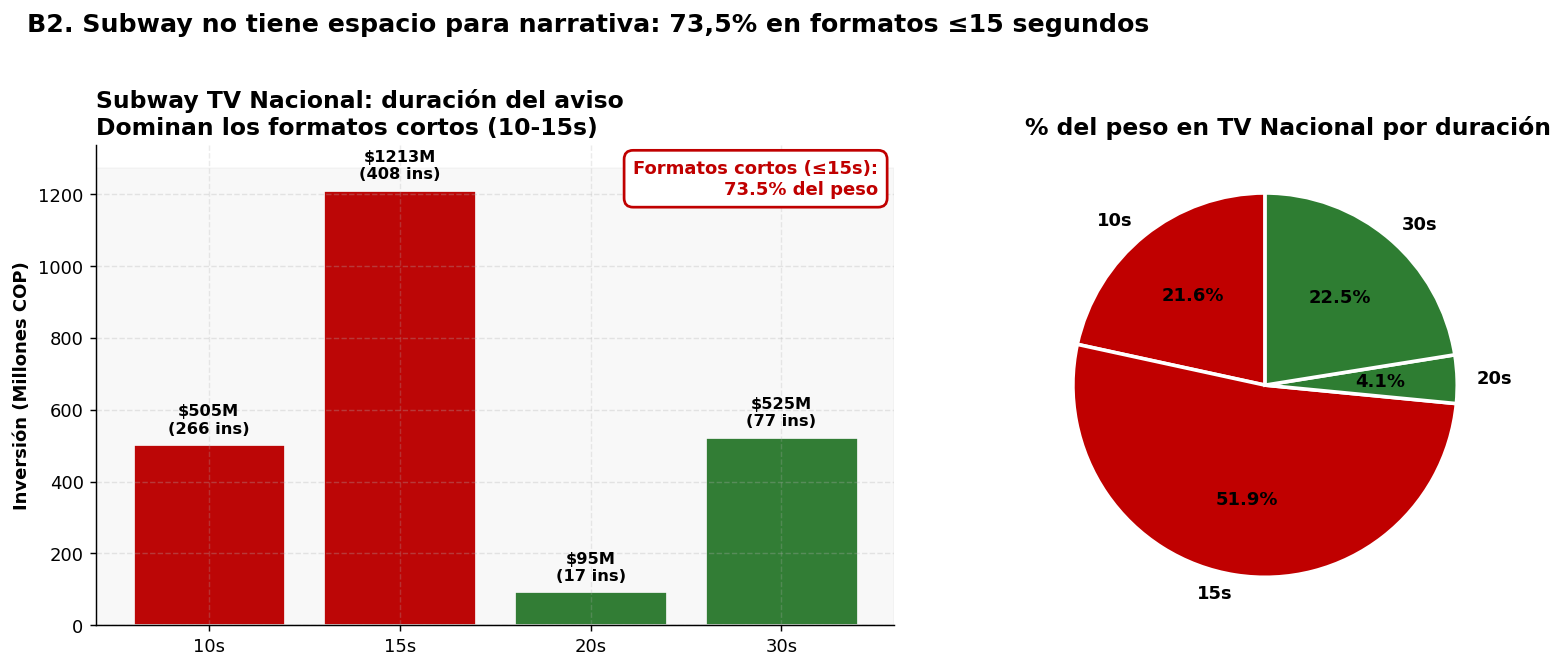 B2. Subway no tiene espacio para narrativa: 73,5% en formatos ≤15 segundos
Subway TV Nacional: duración del aviso
Dominan los formatos cortos (10-15s)
Inversión (Millones COP)
1200
1000
800
600
400
200
0
$505M
(266 ins)
$1213M
(408 ins)
$95M
(17 ins)
$525M
(77 ins)
Formatos cortos (≤15s):
73.5% del peso
10s
15s
20s
30s
% del peso en TV Nacional por duración
10s
21.6%
15s
51.9%
20s
4.1%
30s
22.5%